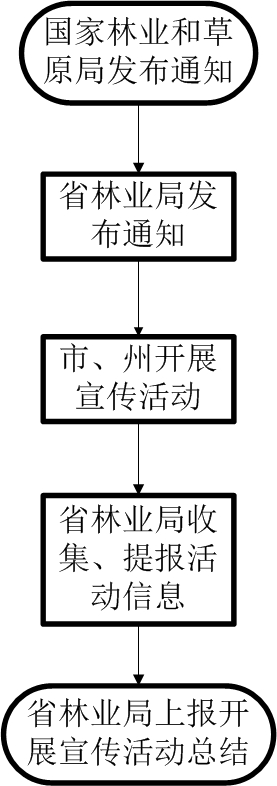 国家林业和草
原局发布通知
省林业局发
布通知
市、州开展
宣传活动
省林业局收
集、提报活
动信息
省林业局上报开
展宣传活动总结